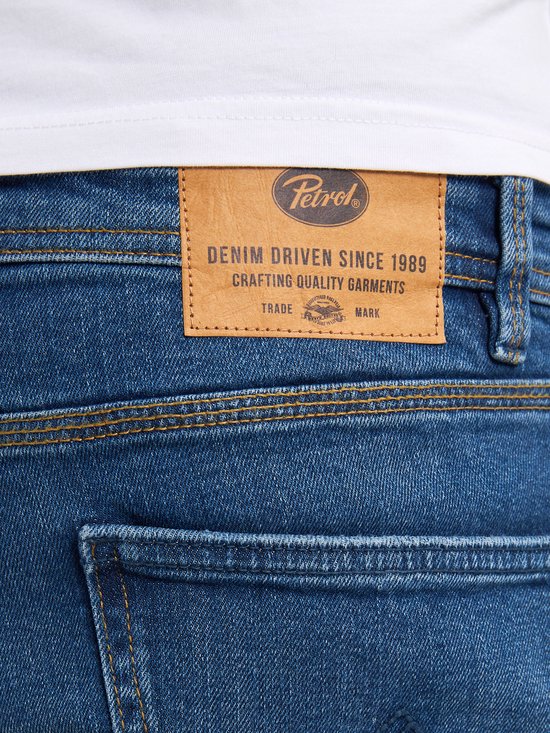 Petrol®
DENIM DRIVEN SINCE 1989
CRAFTING QUALITY GARMENTS
TRADE MARK